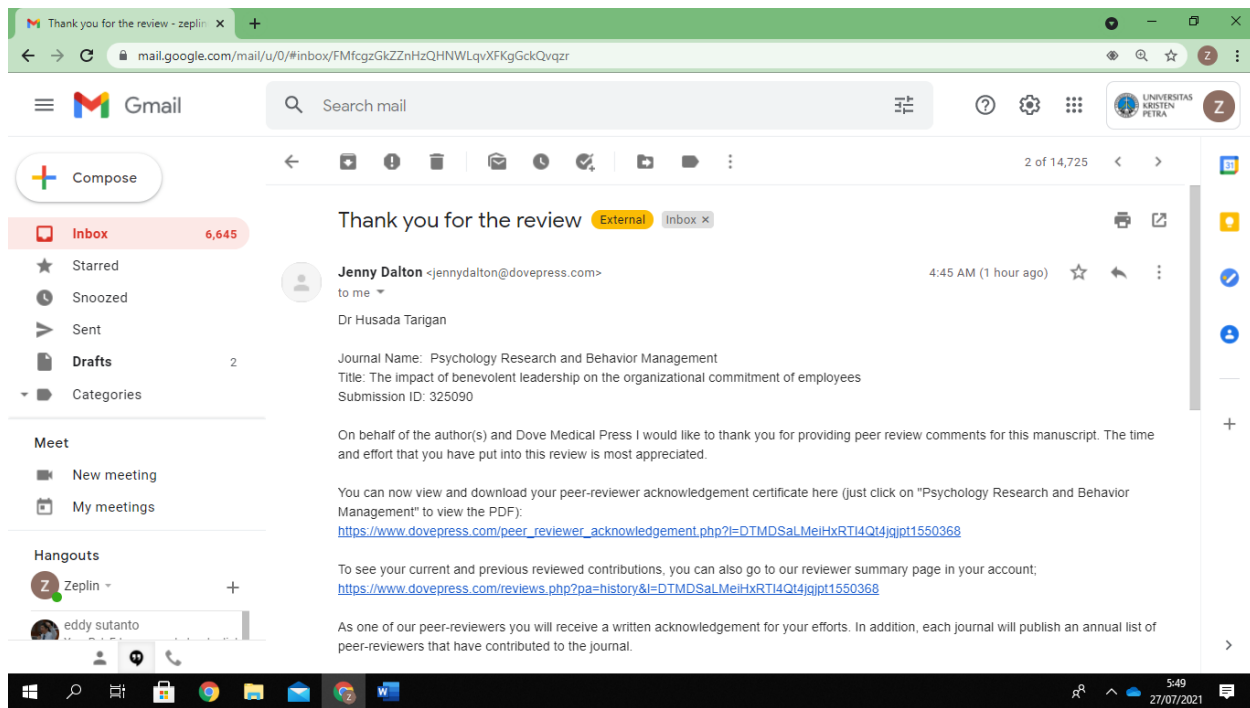 Thank you for the review - zeplin
mail.google.com/mail/u/0/#inbox/FMfcgzGkZZnHzQHNWLqvXFKgGckQvqzr
Z
Gmail
Search mail
UNIVERSITAS
KRISTEN
PETRA
Z
Compose
2 of 14,725
31
Thank you for the review External Inbox ×
Inbox 6,645
Starred
Snoozed
Sent
Drafts 2
Categories
Jenny Dalton <jennydalton@dovepress.com> 4:45 AM (1 hour ago)
to me
Dr Husada Tarigan
Journal Name: Psychology Research and Behavior Management
Title: The impact of benevolent leadership on the organizational commitment of employees
Submission ID: 325090
On behalf of the author(s) and Dove Medical Press I would like to thank you for providing peer review comments for this manuscript. The time
and effort that you have put into this review is most appreciated.
You can now view and download your peer-reviewer acknowledgement certificate here (just click on "Psychology Research and Behavior
Management" to view the PDF):
https://www.dovepress.com/peer_reviewer_acknowledgement.php?l=DTMDSaLMeiHxRTI4Qt4jqjpt1550368
To see your current and previous reviewed contributions, you can also go to our reviewer summary page in your account;
https://www.dovepress.com/reviews.php?pa=history&l=DTMDSaLMeiHxRTI4Qt4jqjpt1550368
As one of our peer-reviewers you will receive a written acknowledgement for your efforts. In addition, each journal will publish an annual list of
peer-reviewers that have contributed to the journal.
Meet
New meeting
My meetings
Hangouts
Z Zeplin
eddy sutanto
5:49
27/07/2021